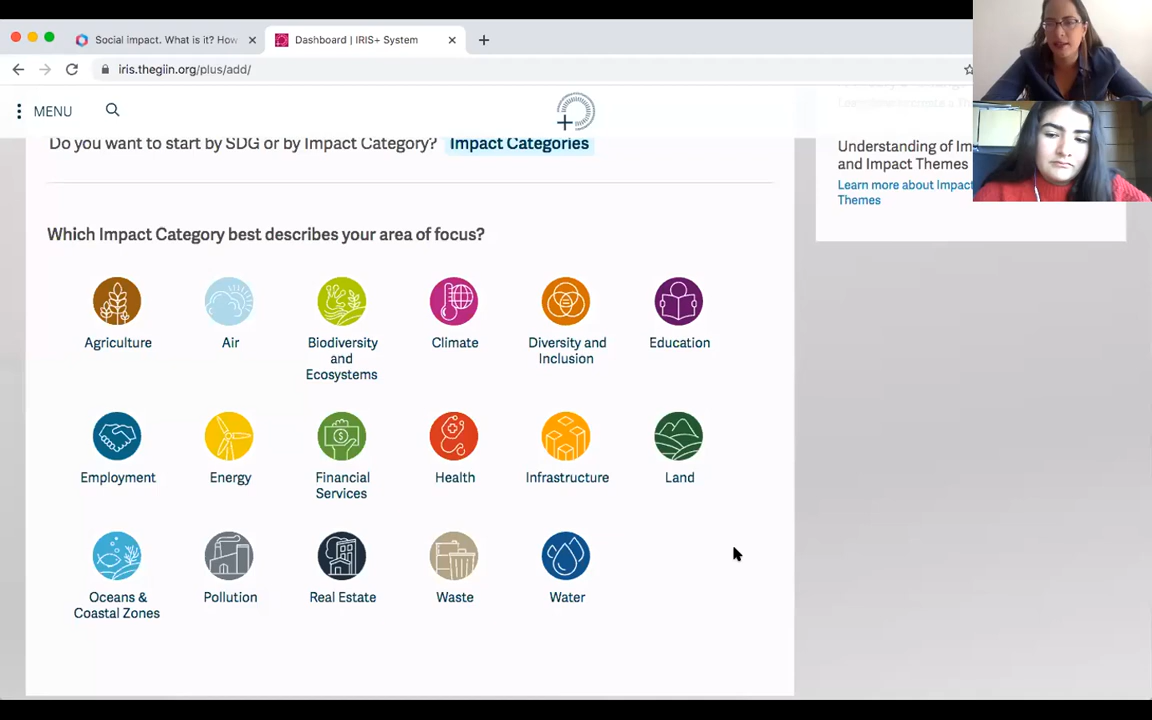 Social impact. What is it? How
Dashboard | IRIS+ System
iris.thegiin.org/plus/add/
MENU
Do you want to start by SDG or by Impact Category? Impact Categories
Understanding of Im
and Impact Themes
Learn more about Impact
Themes
Which Impact Category best describes your area of focus?
Agriculture
Air
Biodiversity
and
Ecosystems
Climate
Diversity and
Inclusion
Education
Employment
Energy
Financial
Services
Health
Infrastructure
Land
Oceans &
Coastal Zones
Pollution
Real Estate
Waste
Water